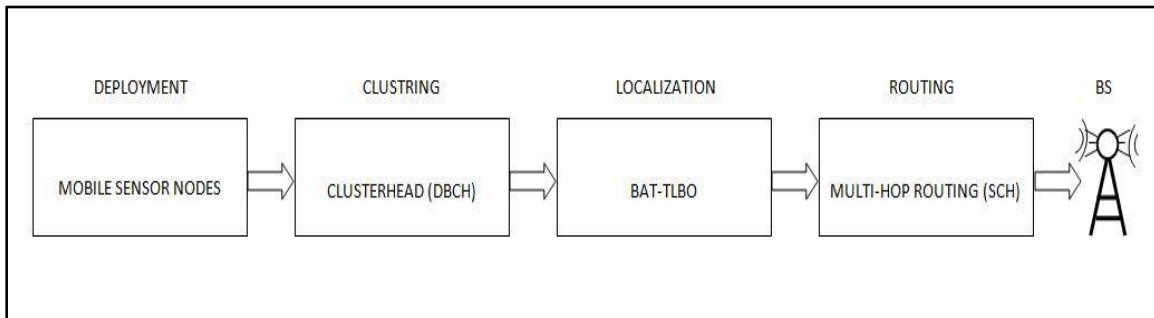 DEPLOYMENT CLUSTRING LOCALIZATION ROUTING BS
MOBILE SENSOR NODES CLUSTERHEAD (DBCH) BAT-TLBO MULTI-HOP ROUTING (SCH)